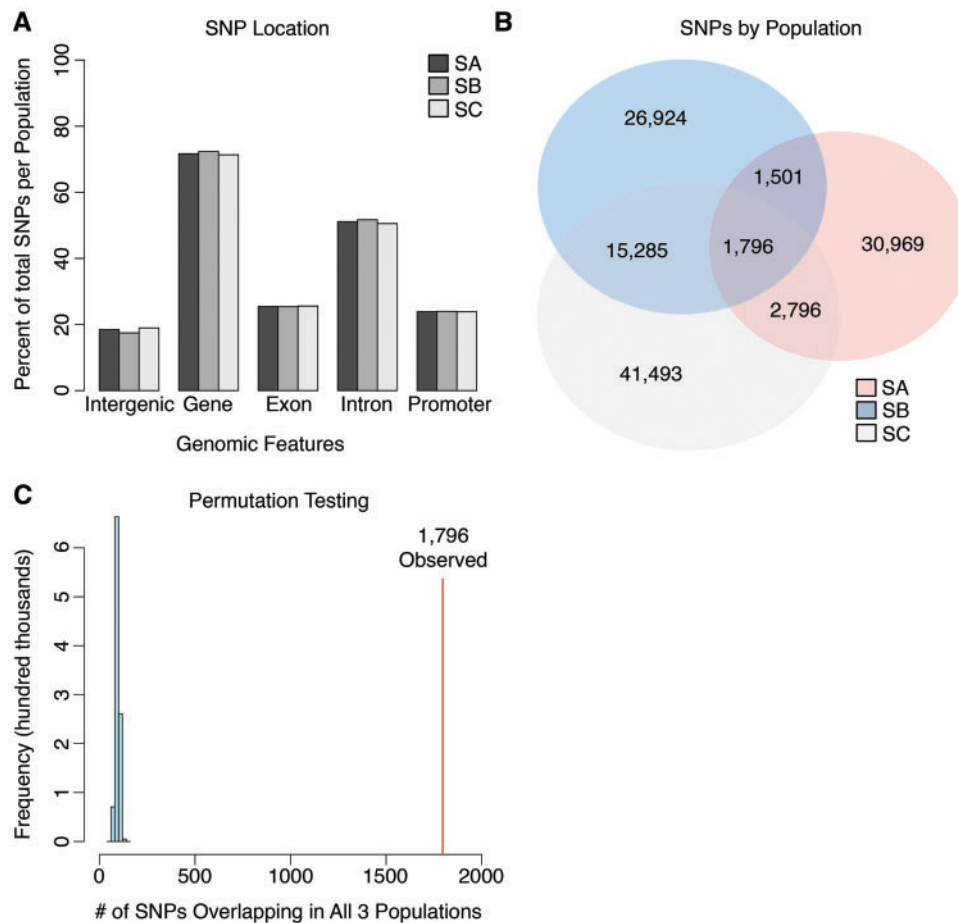 A
SNP Location
Percent of total SNPs per Population
100
80
60
40
20
0
SA
SB
SC
Intergenic Gene Exon Intron Promoter
Genomic Features
B
SNPs by Population
26,924
1,501
15,285
1,796
30,969
2,796
41,493
SA
SB
SC
C
Permutation Testing
Frequency (hundred thousands)
6
5
4
3
2
1
0
1,796
Observed
0 500 1000 1500 2000
# of SNPs Overlapping in All 3 Populations